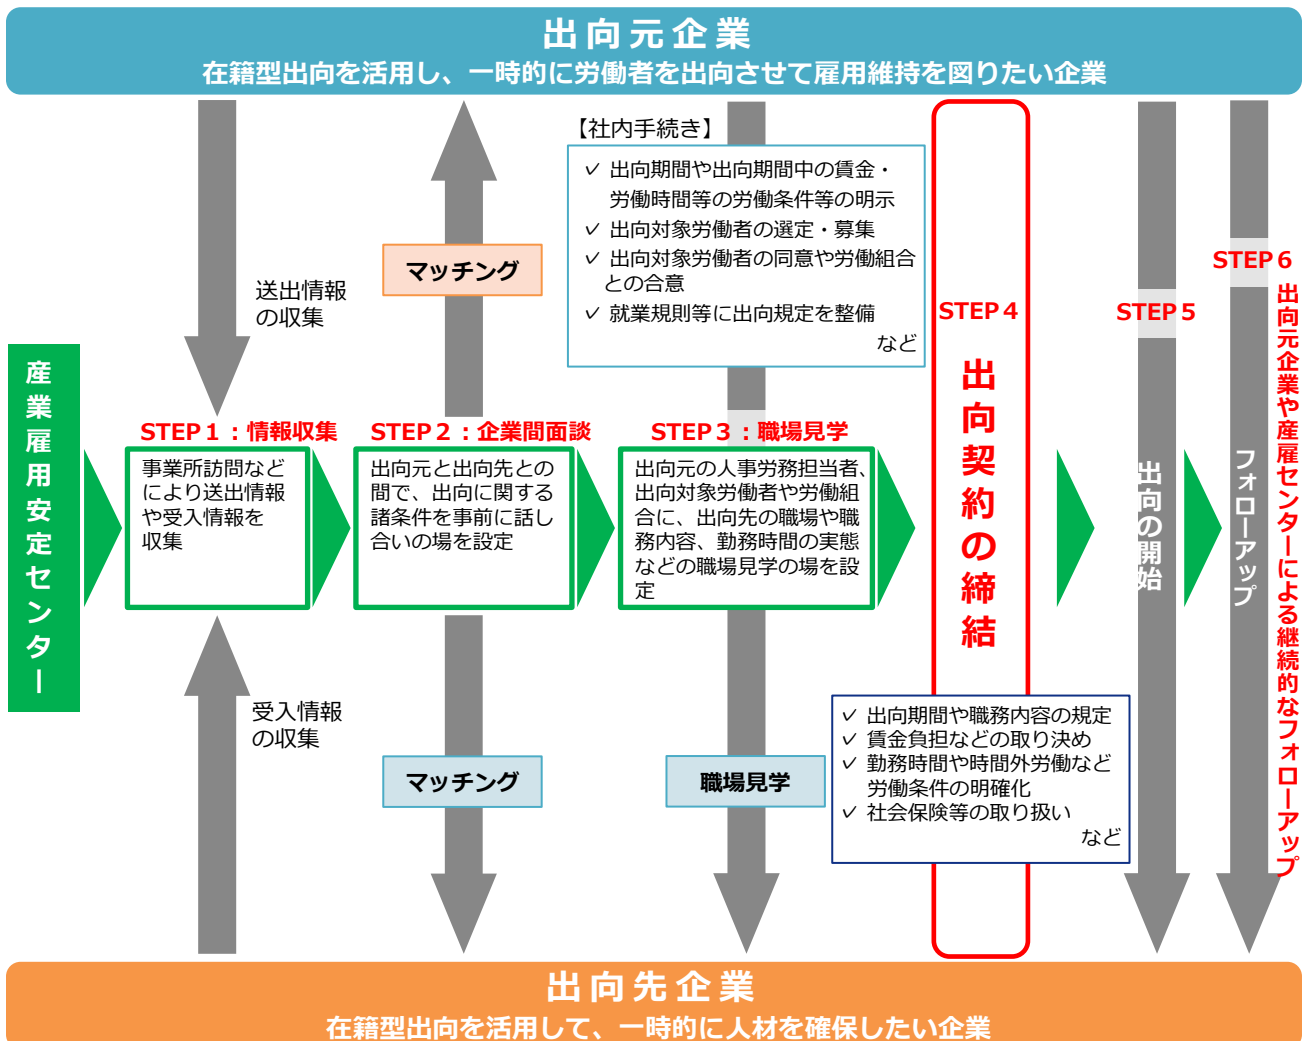 出向元企業
在籍型出向を活用し、一時的に労働者を出向させて雇用維持を図りたい企業
【社内手続き】
✓ 出向期間や出向期間中の賃金・
労働時間等の労働条件等の明示
✓ 出向対象労働者の選定・募集
✓ 出向対象労働者の同意や労働組合
との合意
✓ 就業規則等に出向規定を整備
など
マッチング
送出情報
の収集
産業雇用安定センター
STEP1：情報収集
事業所訪問など
により送出情報
や受入情報を
収集
STEP2：企業間面談
出向元と出向先との
間で、出向に関する
諸条件を事前に話し
合いの場を設定
STEP3：職場見学
出向元の人事労務担当者、
出向対象労働者や労働組
合に、出向先の職場や職
務内容、勤務時間の実態
などの職場見学の場を設
定
STEP4
出向契約の締結
STEP5
出向の開始
STEP6
フォローアップ
出向元企業や産雇センターによる継続的なフォローアップ
受入情報
の収集
マッチング
職場見学
✓ 出向期間や職務内容の規定
✓ 賃金負担などの取り決め
✓ 勤務時間や時間外労働など
労働条件の明確化
✓ 社会保険等の取り扱い
など
出向先企業
在籍型出向を活用して、一時的に人材を確保したい企業